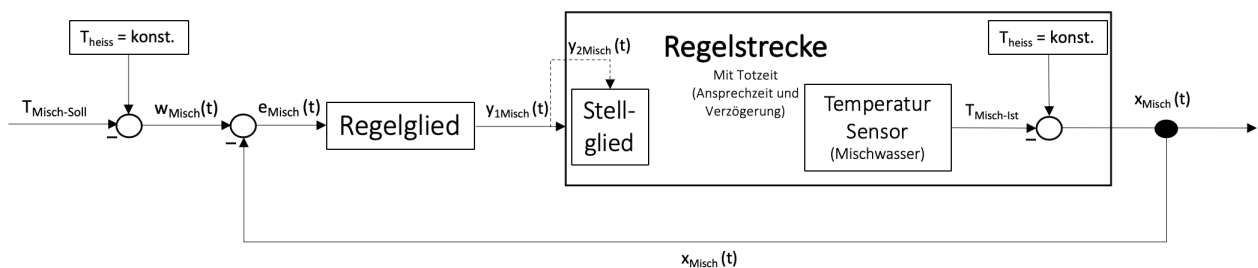 T_heiss = konst.
T_Misch-Soll
–
w_Misch(t)
–
e_Misch(t)
Regelglied
y_1Misch(t)
y_2Misch(t)
Stell-
glied
Regelstrecke
Mit Totzeit
(Ansprechzeit und
Verzögerung)
Temperatur
Sensor
(Mischwasser)
T_Misch-Ist
T_heiss = konst.
–
x_Misch(t)
x_Misch(t)